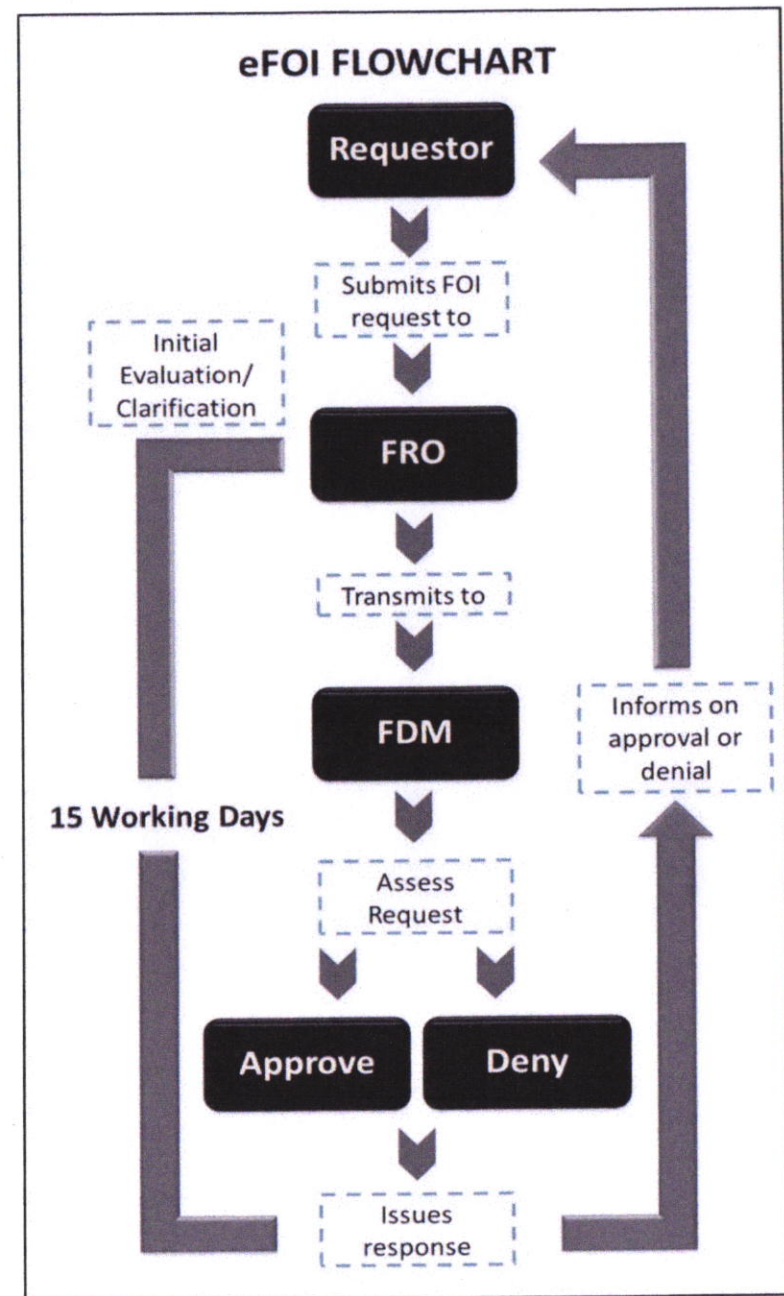 eFOI FLOWCHART
Requestor
Submits FOI
request to
Initial
Evaluation/
Clarification
FRO
Transmits to
FDM
Informs on
approval or
denial
15 Working Days
Assess
Request
Approve
Deny
Issues
response